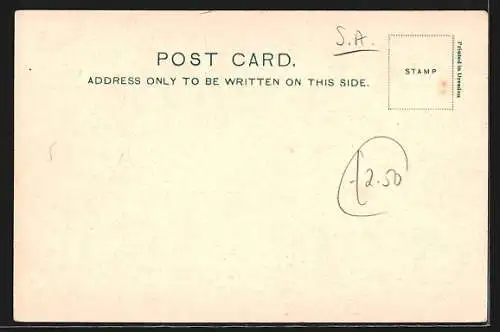 S.A.
POST CARD.
ADDRESS ONLY TO BE WRITTEN ON THIS SIDE.
STAMP
Printed in Dresden
2.50